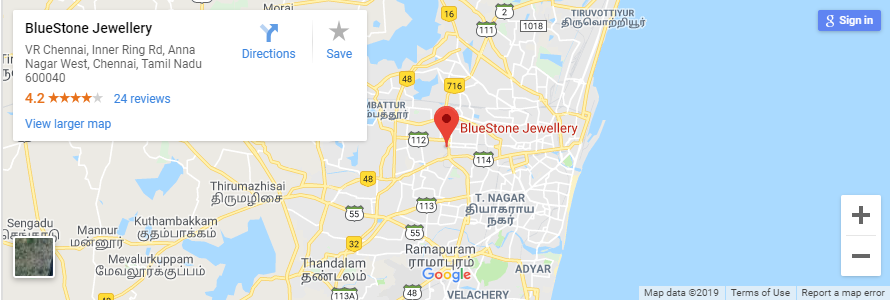 BlueStone Jewellery
VR Chennai, Inner Ring Rd, Anna
Nagar West, Chennai, Tamil Nadu
600040
4.2 24 reviews
View larger map
Directions
Save
Sign in
Morai
TIRUVOTTIYUR
திருவொற்றியூர்
2
111
1018
48
716
MBATTUR
பத்தூர்
112
BlueStone Jewellery
114
48
Thirumazhisai
திருமழிசை
55
113
T. NAGAR
தியாகராய
நகர்
Sengadu
செங்காடு
Mannur
மன்னூர்
Kuthambakkam
குதம்பாக்கம்
55
32
Mevalurkuppam
மேவலூர்க்குப்பம்
Ramapuram
ராமாபுரம்
Thandalam
தண்டலம்
Google
ADYAR
48
113A
VELACHERY
Map data ©2019
Terms of Use
Report a map error